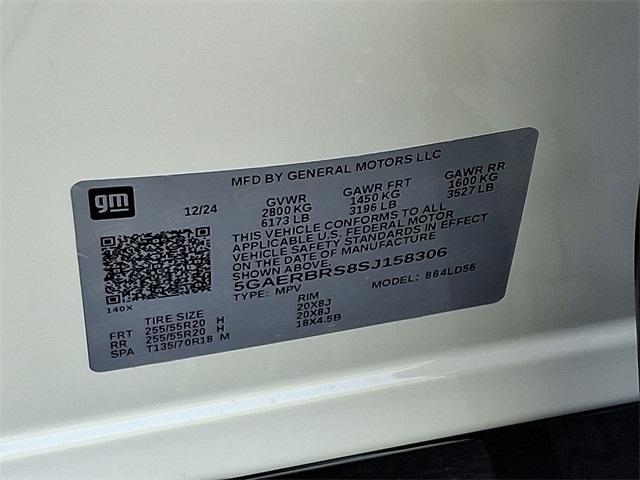 MFD BY GENERAL MOTORS LLC
gm
12/24 GVWR GAWR FRT GAWR RR
2800 KG 1450 KG 1600 KG
6173 LB 3196 LB 3527 LB
THIS VEHICLE CONFORMS TO ALL
APPLICABLE U.S. FEDERAL MOTOR
VEHICLE SAFETY STANDARDS IN EFFECT
ON THE DATE OF MANUFACTURE
SHOWN ABOVE.
5GAERBRS8SJ158306
TYPE: MPV MODEL: 864LD56
140X
TIRE SIZE RIM
FRT 255/55R20 H 20X8J
RR 255/55R20 H 20X8J
SPA T135/70R18 M 18X4.5B